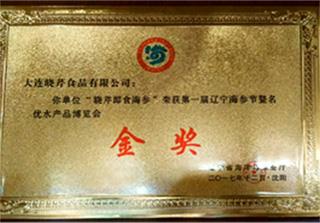 大连晓芹食品有限公司：
你单位“晓芹即食海参”荣获第一届辽宁海参节暨名
优水产品博览会
金奖
二〇一七年十二月·沈阳